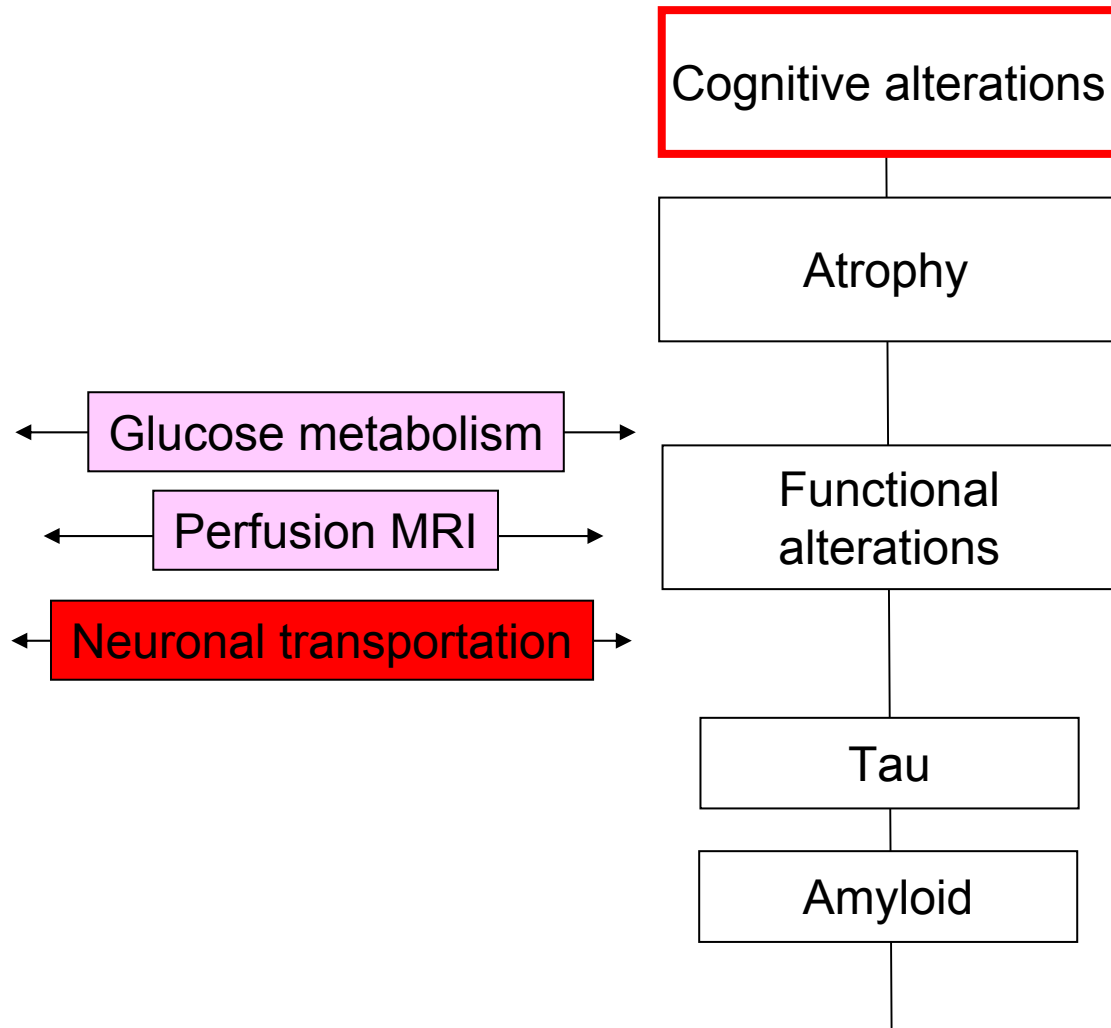 Cognitive alterations
Atrophy
Glucose metabolism
Perfusion MRI
Neuronal transportation
Functional
alterations
Tau
Amyloid